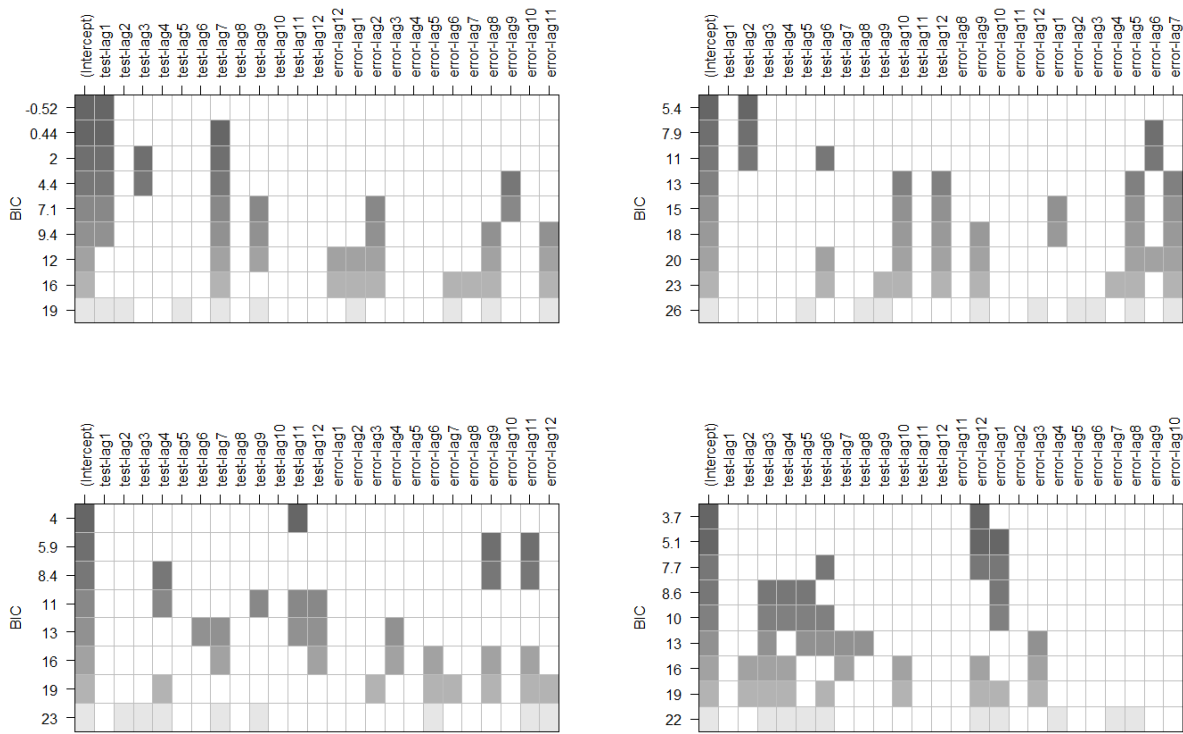 (Intercept)
test-lag1
test-lag2
test-lag3
test-lag4
test-lag5
test-lag6
test-lag7
test-lag8
test-lag9
test-lag10
test-lag11
test-lag12
error-lag12
error-lag1
error-lag2
error-lag3
error-lag4
error-lag5
error-lag6
error-lag7
error-lag8
error-lag9
error-lag10
error-lag11
BIC
-0.52
0.44
2
4.4
7.1
9.4
12
16
19
(Intercept)
test-lag1
test-lag2
test-lag3
test-lag4
test-lag5
test-lag6
test-lag7
test-lag8
test-lag9
test-lag10
test-lag11
test-lag12
error-lag8
error-lag9
error-lag10
error-lag11
error-lag12
error-lag1
error-lag2
error-lag3
error-lag4
error-lag5
error-lag6
error-lag7
BIC
5.4
7.9
11
13
15
18
20
23
26
(Intercept)
test-lag1
test-lag2
test-lag3
test-lag4
test-lag5
test-lag6
test-lag7
test-lag8
test-lag9
test-lag10
test-lag11
test-lag12
error-lag1
error-lag2
error-lag3
error-lag4
error-lag5
error-lag6
error-lag7
error-lag8
error-lag9
error-lag10
error-lag11
error-lag12
BIC
4
5.9
8.4
11
13
16
19
23
(Intercept)
test-lag1
test-lag2
test-lag3
test-lag4
test-lag5
test-lag6
test-lag7
test-lag8
test-lag9
test-lag10
test-lag11
test-lag12
error-lag11
error-lag12
error-lag1
error-lag2
error-lag3
error-lag4
error-lag5
error-lag6
error-lag7
error-lag8
error-lag9
error-lag10
BIC
3.7
5.1
7.7
8.6
10
13
16
19
22